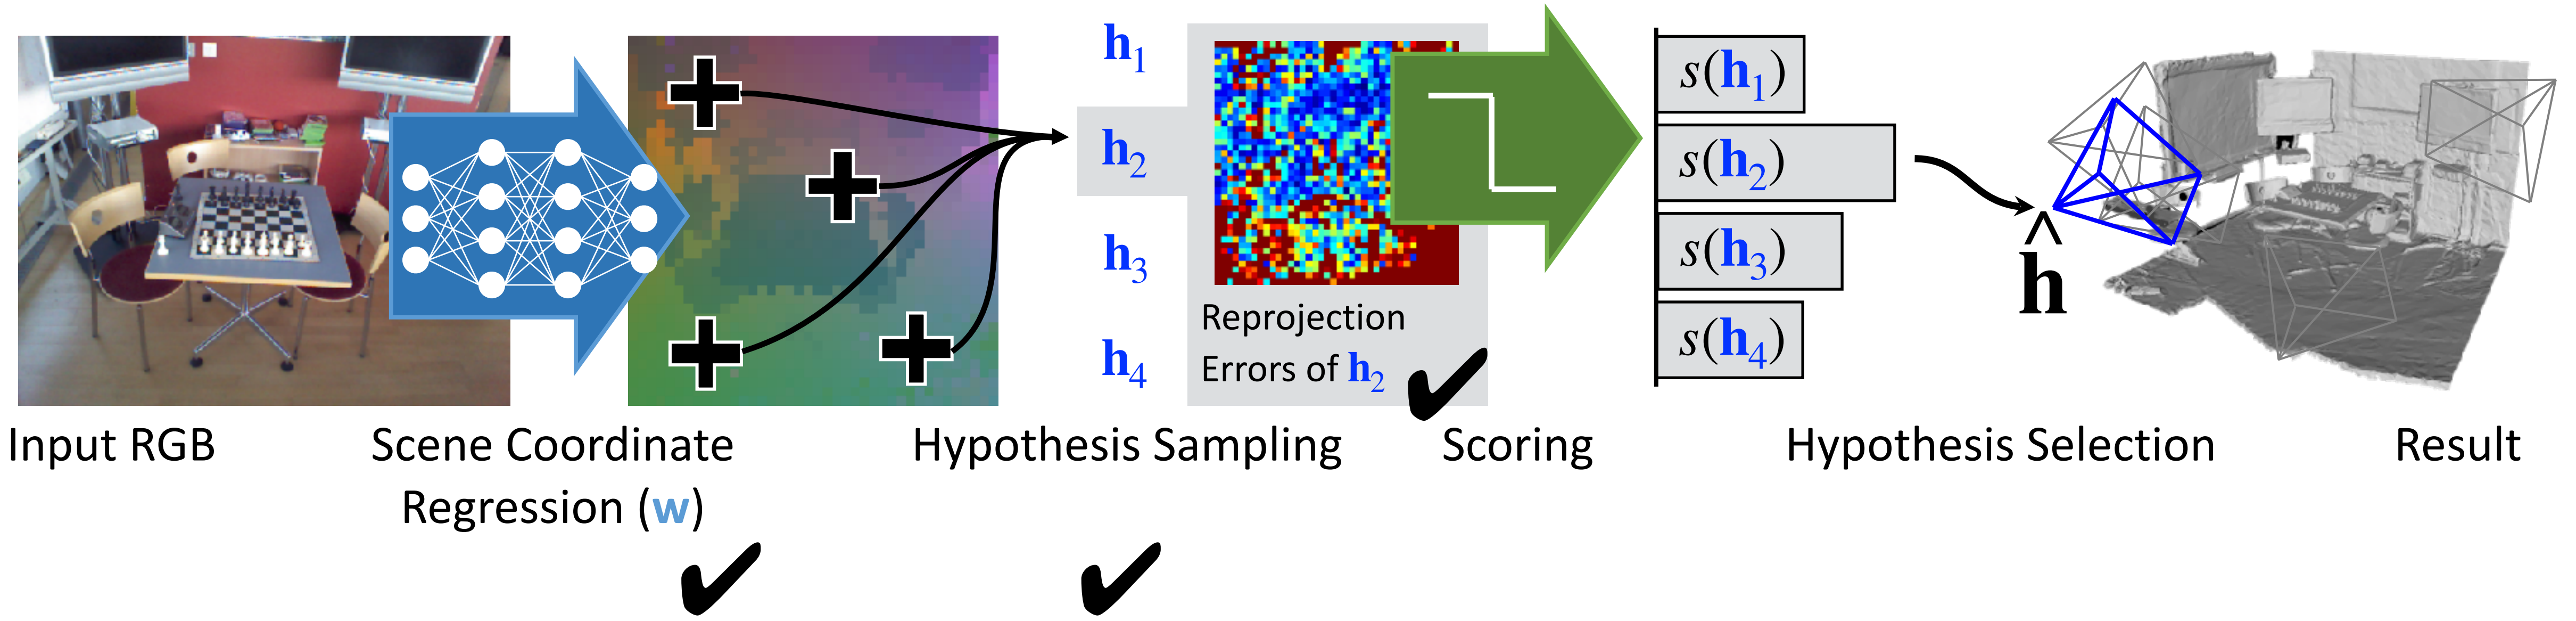 h1
h2
h3
h4
Reprojection
Errors of h2
s(h1)
s(h2)
s(h3)
s(h4)
ĥ
Input RGB
Scene Coordinate
Regression (w)
Hypothesis Sampling
Scoring
Hypothesis Selection
Result